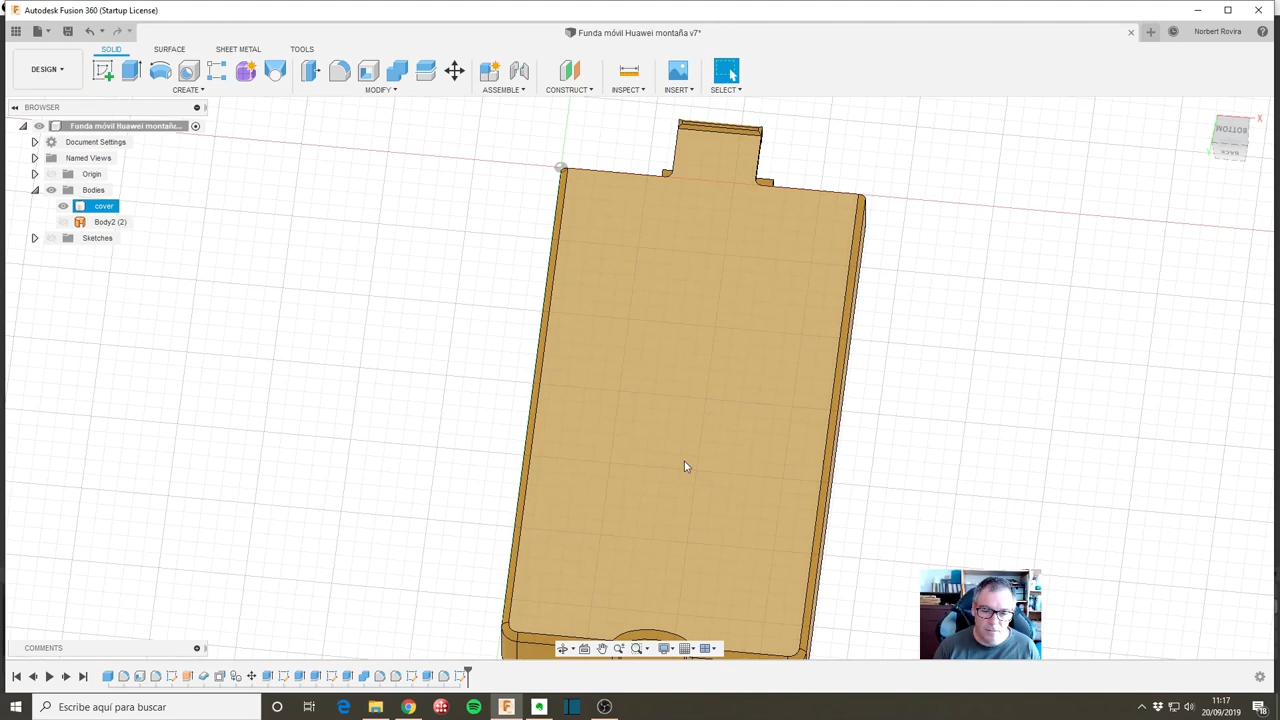 Autodesk Fusion 360 (Startup License)
Funda móvil Huawei montaña v7*
Norbert Rovira
SOLID SURFACE SHEET METAL TOOLS
DESIGN
CREATE MODIFY ASSEMBLE CONSTRUCT INSPECT INSERT SELECT
BROWSER
Funda móvil Huawei montañ...
Document Settings
Named Views
Origin
Bodies
cover
Body2 (2)
Sketches
X
BOTTOM
BACK
Y
COMMENTS
Escribe aquí para buscar
11:17
20/09/2019
18